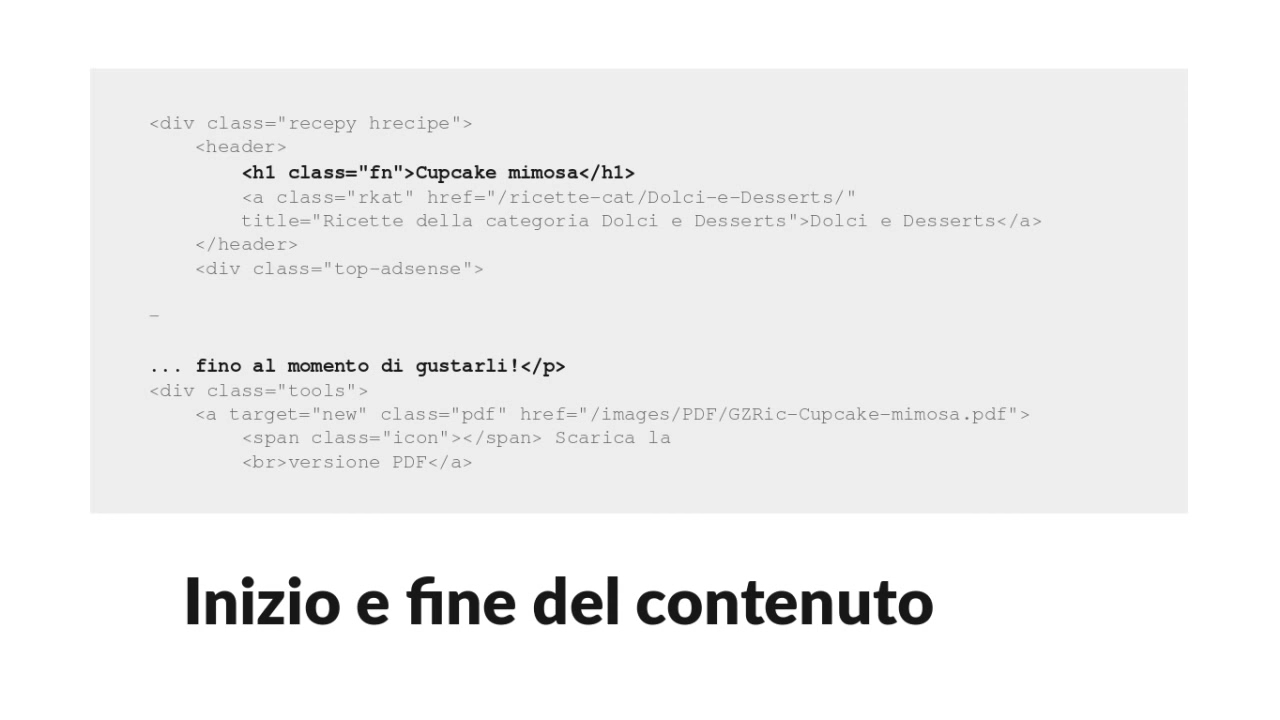 <div class="recepy hrecipe">
<header>
<h1 class="fn">Cupcake mimosa</h1>
<a class="rkat" href="/ricette-cat/Dolci-e-Desserts/"
title="Ricette della categoria Dolci e Desserts">Dolci e Desserts</a>
</header>
<div class="top-adsense">
–
... fino al momento di gustarli!</p>
<div class="tools">
<a target="new" class="pdf" href="/images/PDF/GZRic-Cupcake-mimosa.pdf">
<span class="icon"></span> Scarica la
<br>versione PDF</a>
Inizio e fine del contenuto